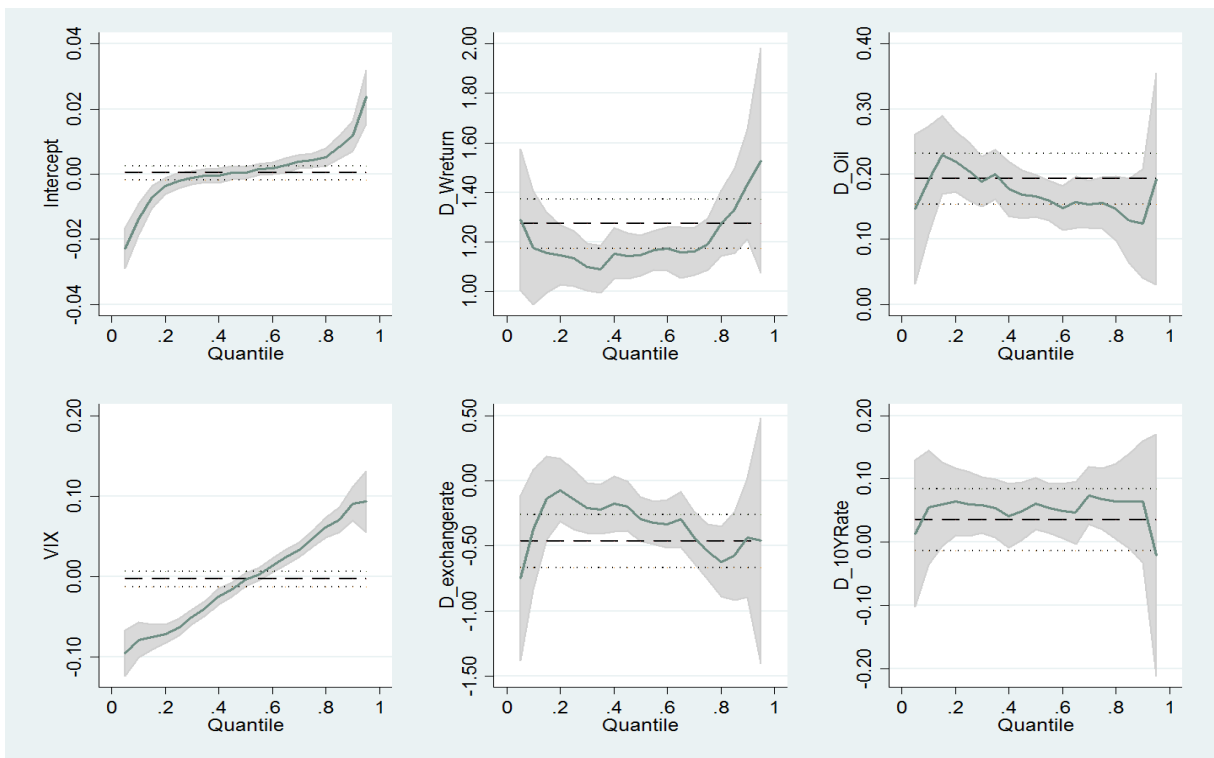 Intercept
-0.04 -0.02 0.00 0.02 0.04
0 .2 .4 .6 .8 1
Quantile
D_Wreturn
1.00 1.20 1.40 1.60 1.80 2.00
0 .2 .4 .6 .8 1
Quantile
D_Oil
0.00 0.10 0.20 0.30 0.40
0 .2 .4 .6 .8 1
Quantile
VIX
-0.10 0.00 0.10 0.20
0 .2 .4 .6 .8 1
Quantile
D_exchangerate
-1.50 -1.00 -0.50 0.00 0.50
0 .2 .4 .6 .8 1
Quantile
D_10YRate
-0.20 -0.10 0.00 0.10 0.20
0 .2 .4 .6 .8 1
Quantile